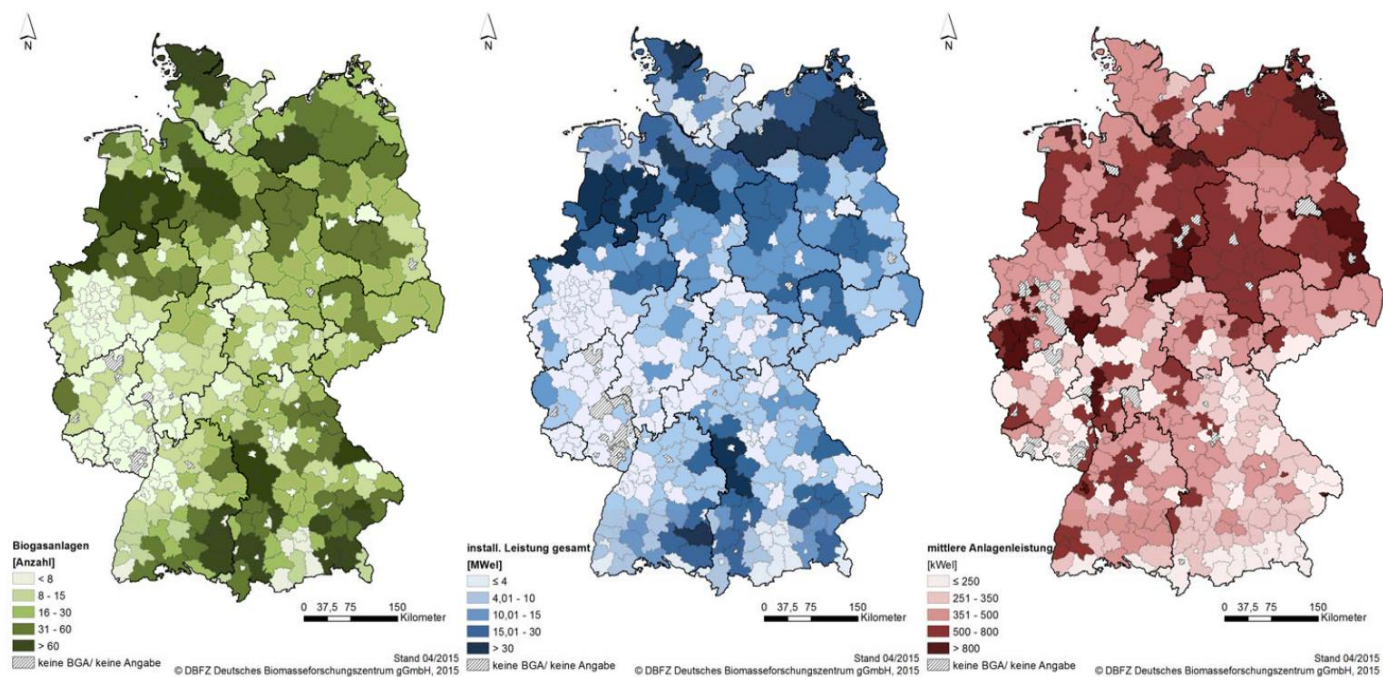 N
Biogasanlagen
[Anzahl]
< 8
8 - 15
16 - 30
31 - 60
> 60
keine BGA/ keine Angabe
0 37,5 75 150
Kilometer
Stand 04/2015
© DBFZ Deutsches Biomasseforschungszentrum gGmbH, 2015
N
install. Leistung gesamt
[MWel]
≤ 4
4,01 - 10
10,01 - 15
15,01 - 30
> 30
keine BGA/ keine Angabe
0 37,5 75 150
Kilometer
Stand 04/2015
© DBFZ Deutsches Biomasseforschungszentrum gGmbH, 2015
N
mittlere Anlagenleistung
[kWel]
≤ 250
251 - 350
351 - 500
500 - 800
> 800
keine BGA/ keine Angabe
0 37,5 75 150
Kilometer
Stand 04/2015
© DBFZ Deutsches Biomasseforschungszentrum gGmbH, 2015